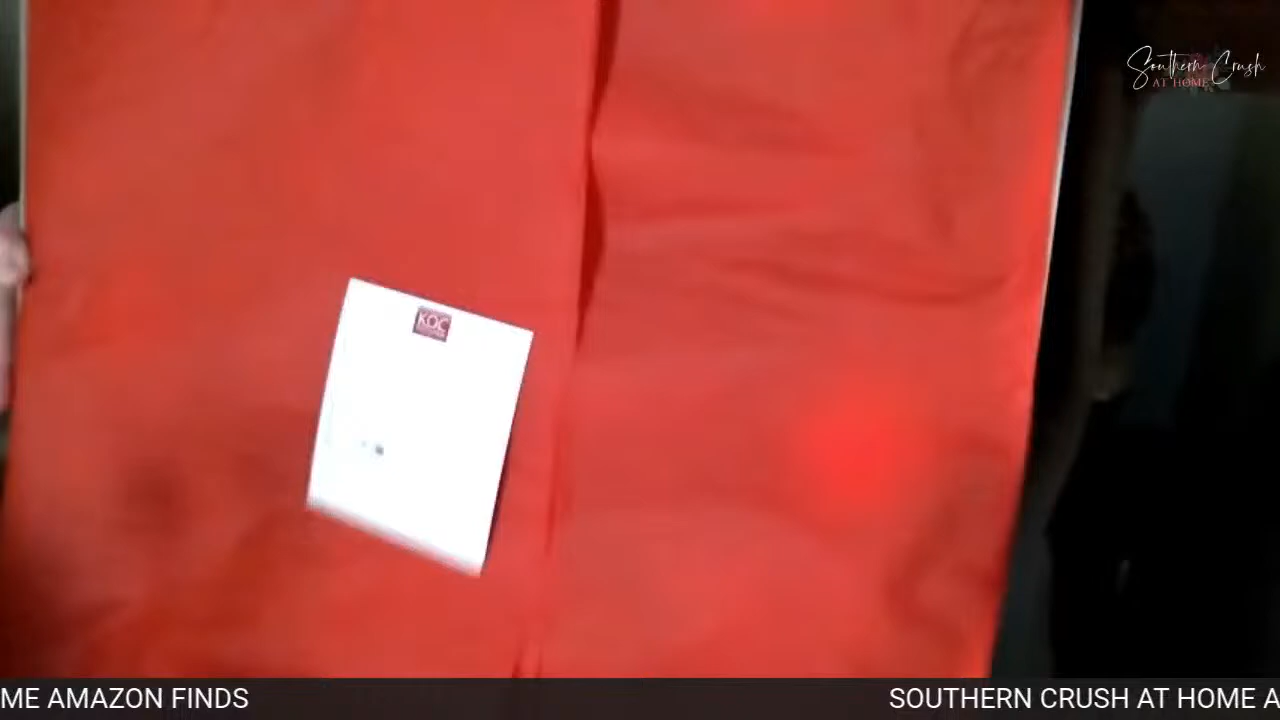 Southern Crush
AT HOME
KOC
ME AMAZON FINDS
SOUTHERN CRUSH AT HOME A